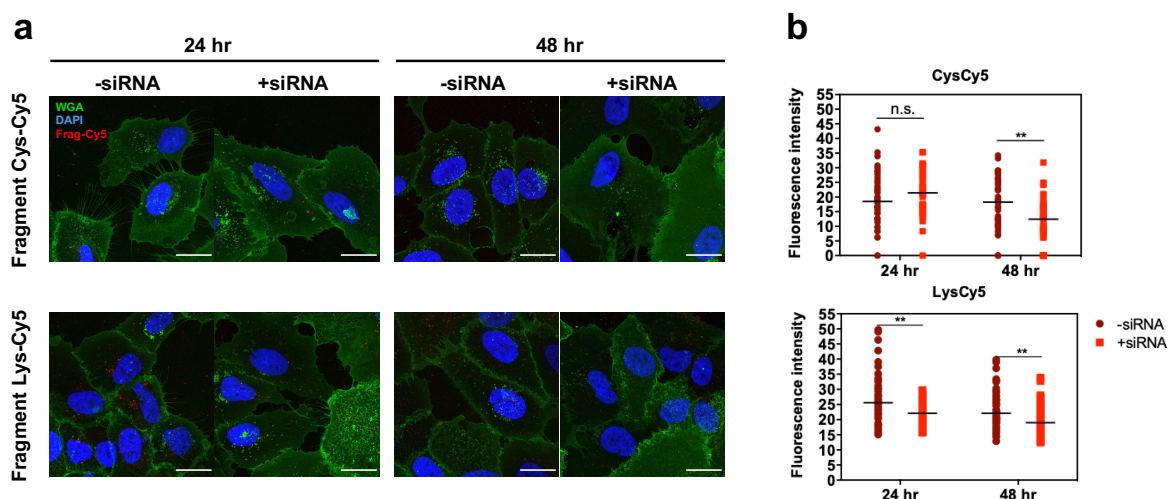 a
24 hr
48 hr
-siRNA
+siRNA
-siRNA
+siRNA
Fragment Cys-Cy5
WGA
DAPI
Frag-Cy5
Fragment Lys-Cy5
b
CysCy5
Fluorescence intensity
55
50
45
40
35
30
25
20
15
10
5
0
n.s.
**
24 hr
48 hr
LysCy5
Fluorescence intensity
55
50
45
40
35
30
25
20
15
10
5
0
**
**
24 hr
48 hr
-siRNA
+siRNA